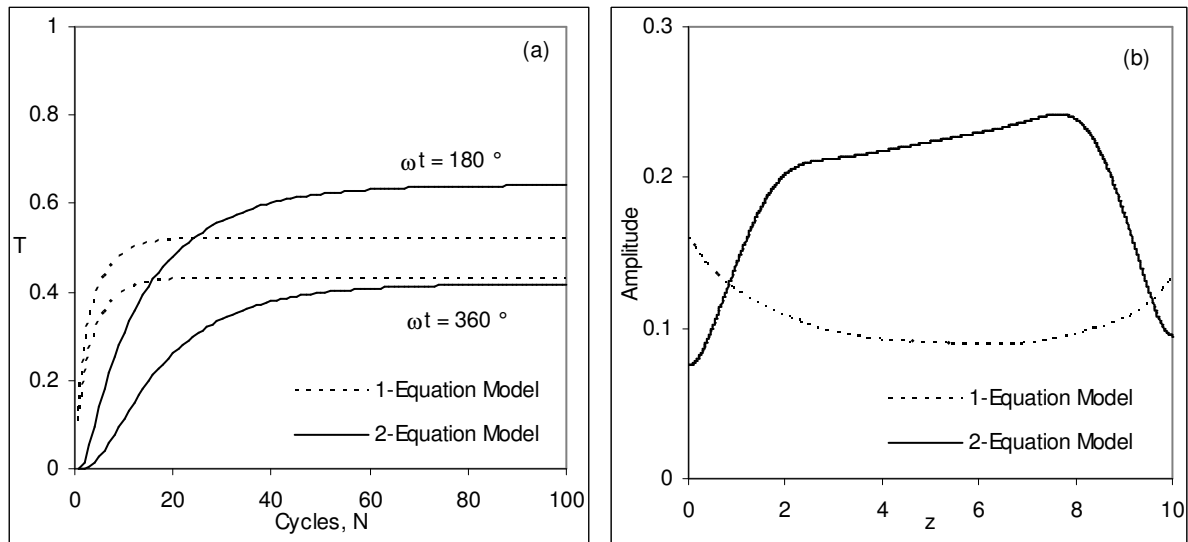 (a)
1
0.8
0.6
T
0.4
0.2
0
ωt = 180 °
ωt = 360 °
1-Equation Model
2-Equation Model
0 20 40 60 80 100
Cycles, N
(b)
0.3
0.2
Amplitude
0.1
0
1-Equation Model
2-Equation Model
0 2 4 6 8 10
z